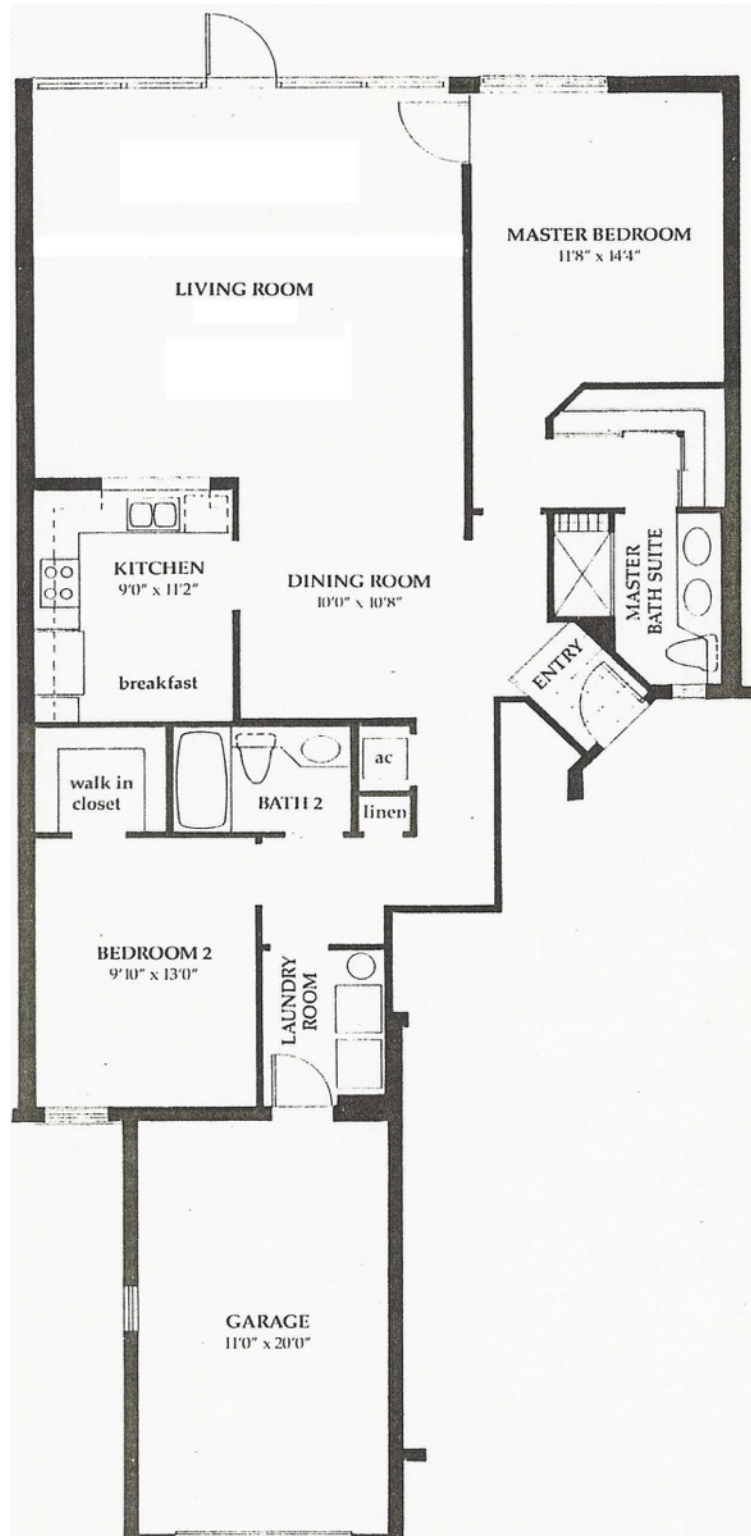 MASTER BEDROOM
11'8" x 14'4"
LIVING ROOM
KITCHEN
9'0" x 11'2"
breakfast
DINING ROOM
10'0" x 10'8"
MASTER
BATH SUITE
ENTRY
walk in
closet
BATH 2
ac
linen
BEDROOM 2
9'10" x 13'0"
LAUNDRY
ROOM
GARAGE
11'0" x 20'0"